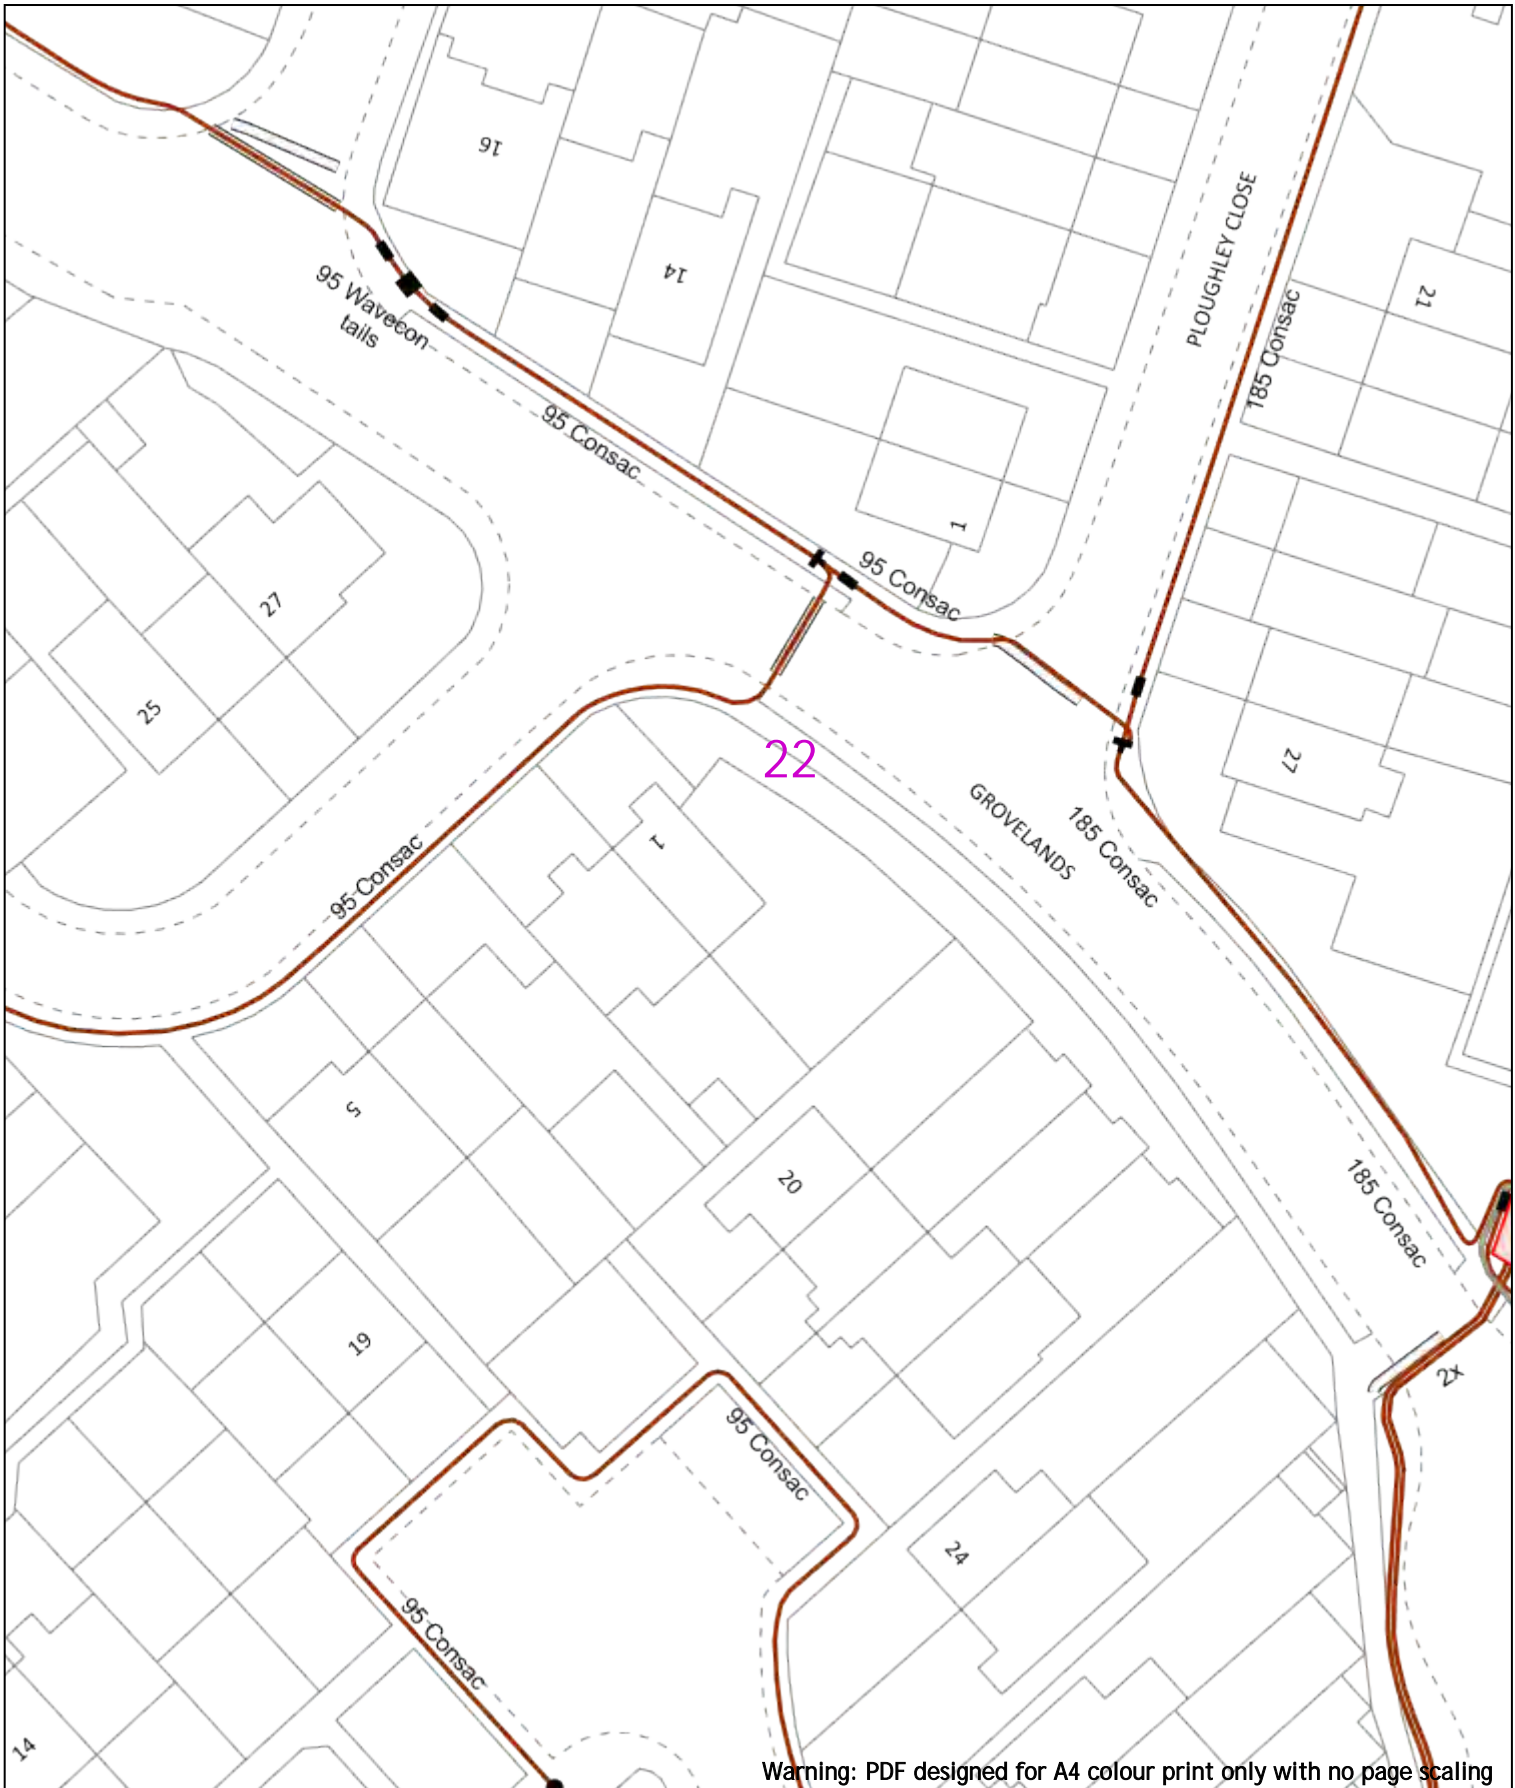 16
14
PLOUGHLEY CLOSE
21
185 Consac
95 Wavecon
tails
95 Consac
1
95 Consac
27
25
27
22
GROVELANDS
185 Consac
1
95 Consac
5
20
185 Consac
19
2x
95 Consac
24
95 Consac
14
Warning: PDF designed for A4 colour print only with no page scaling